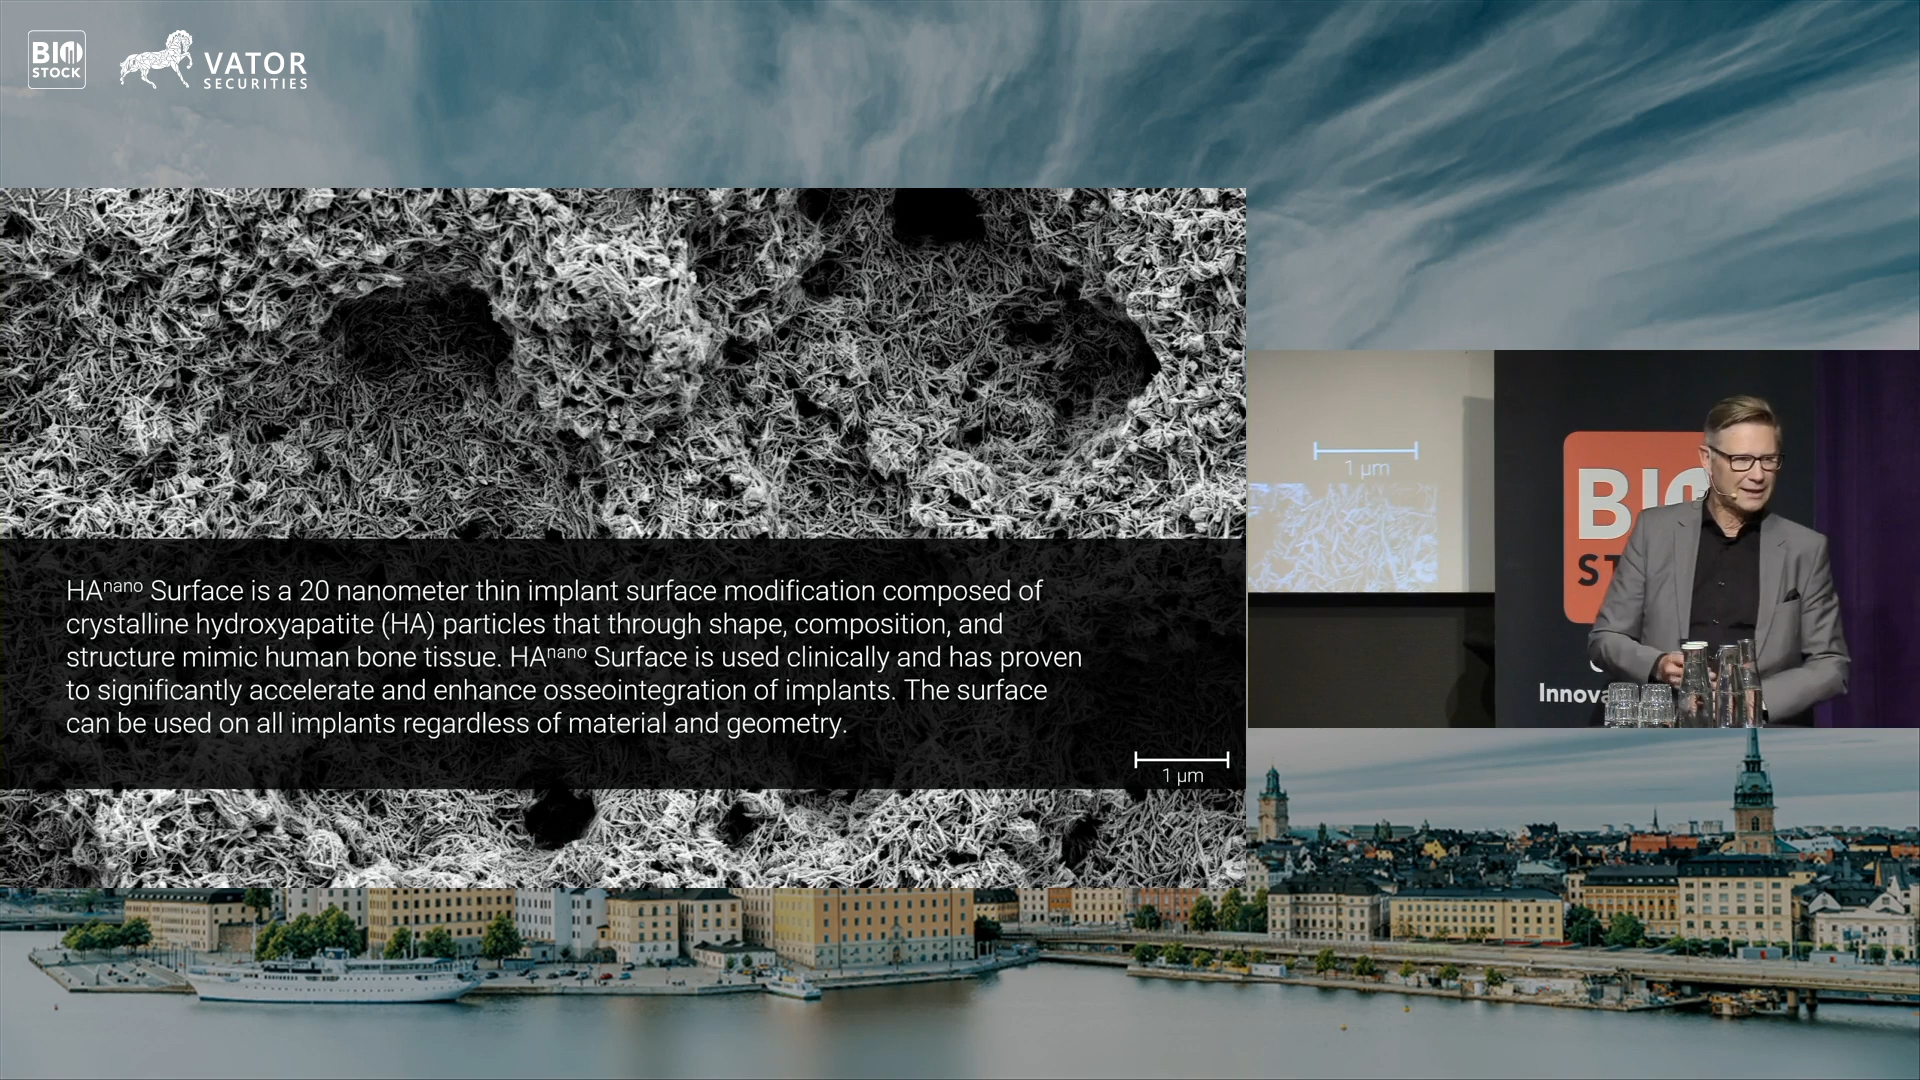 BIO
STOCK
VATOR
SECURITIES
HAnano Surface is a 20 nanometer thin implant surface modification composed of
crystalline hydroxyapatite (HA) particles that through shape, composition, and
structure mimic human bone tissue. HAnano Surface is used clinically and has proven
to significantly accelerate and enhance osseointegration of implants. The surface
can be used on all implants regardless of material and geometry.
1 µm
1 µm
BIO
ST
Innova